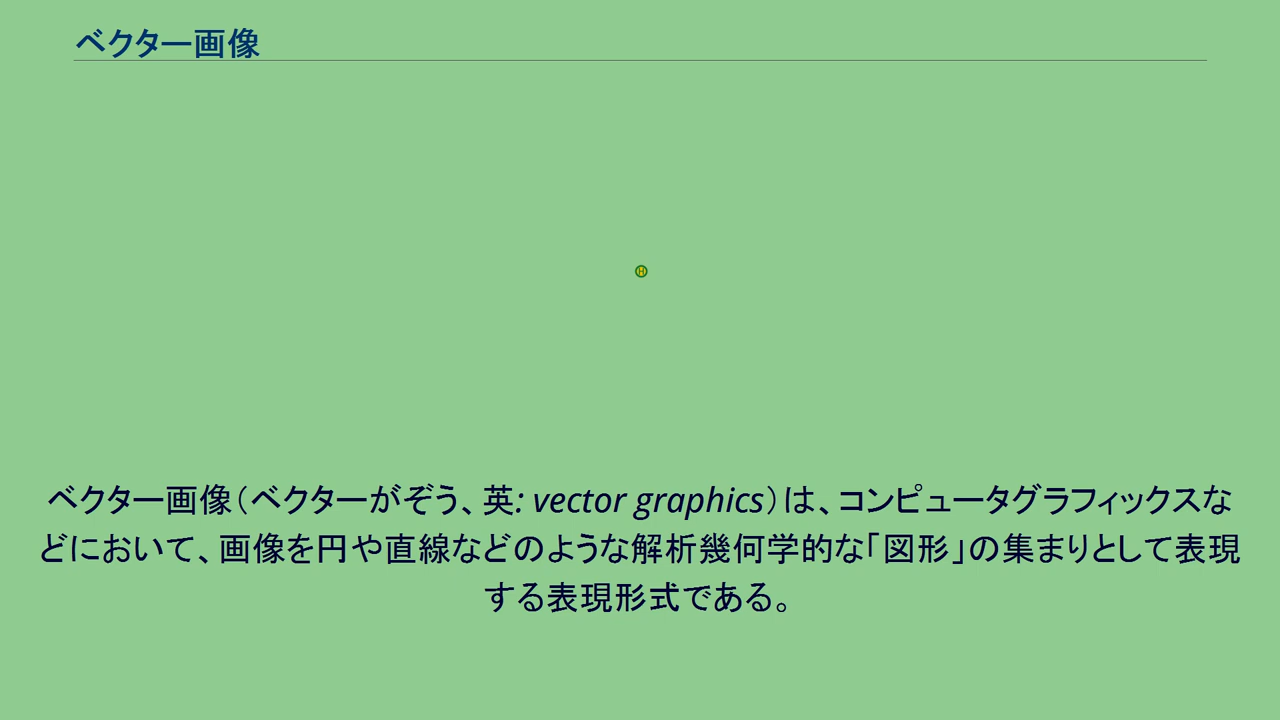 ベクター画像
H
ベクター画像（ベクターがぞう、英: vector graphics）は、コンピュータグラフィックスな
どにおいて、画像を円や直線などのような解析幾何学的な「図形」の集まりとして表現
する表現形式である。